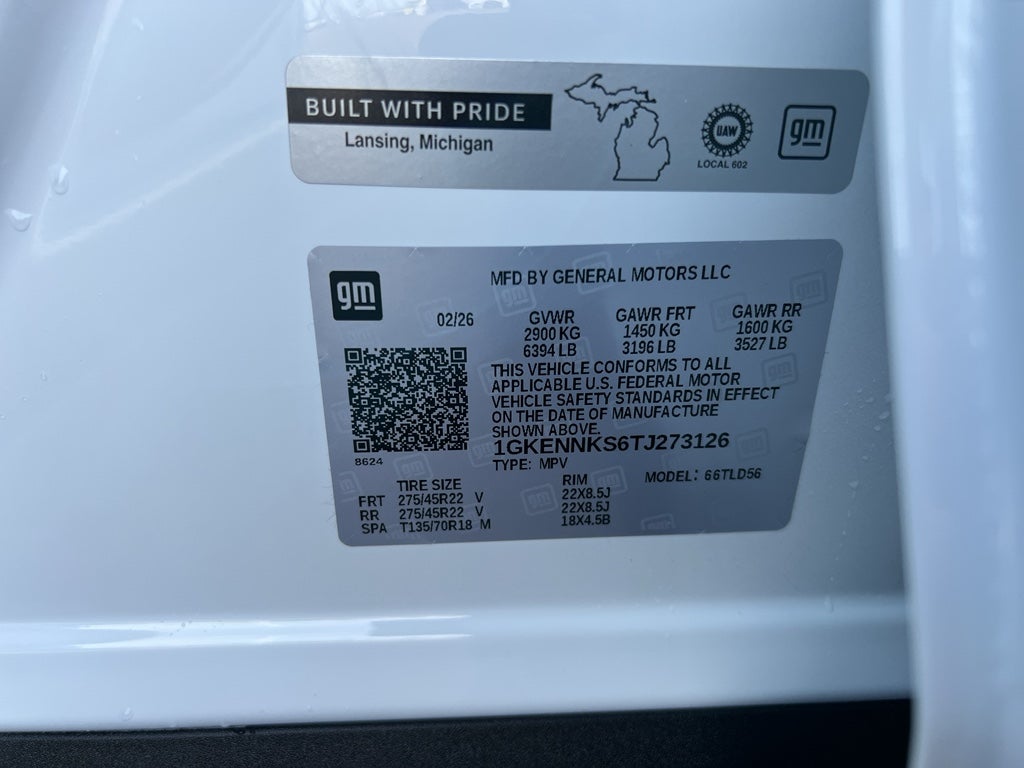 BUILT WITH PRIDE
Lansing, Michigan
UAW
LOCAL 602
gm
gm
MFD BY GENERAL MOTORS LLC
02/26
GVWR GAWR FRT GAWR RR
2900 KG 1450 KG 1600 KG
6394 LB 3196 LB 3527 LB
THIS VEHICLE CONFORMS TO ALL
APPLICABLE U.S. FEDERAL MOTOR
VEHICLE SAFETY STANDARDS IN EFFECT
ON THE DATE OF MANUFACTURE
SHOWN ABOVE.
1GKENNKS6TJ273126
8624
TYPE: MPV MODEL: 66TLD56
TIRE SIZE RIM
FRT 275/45R22 V 22X8.5J
RR 275/45R22 V 22X8.5J
SPA T135/70R18 M 18X4.5B